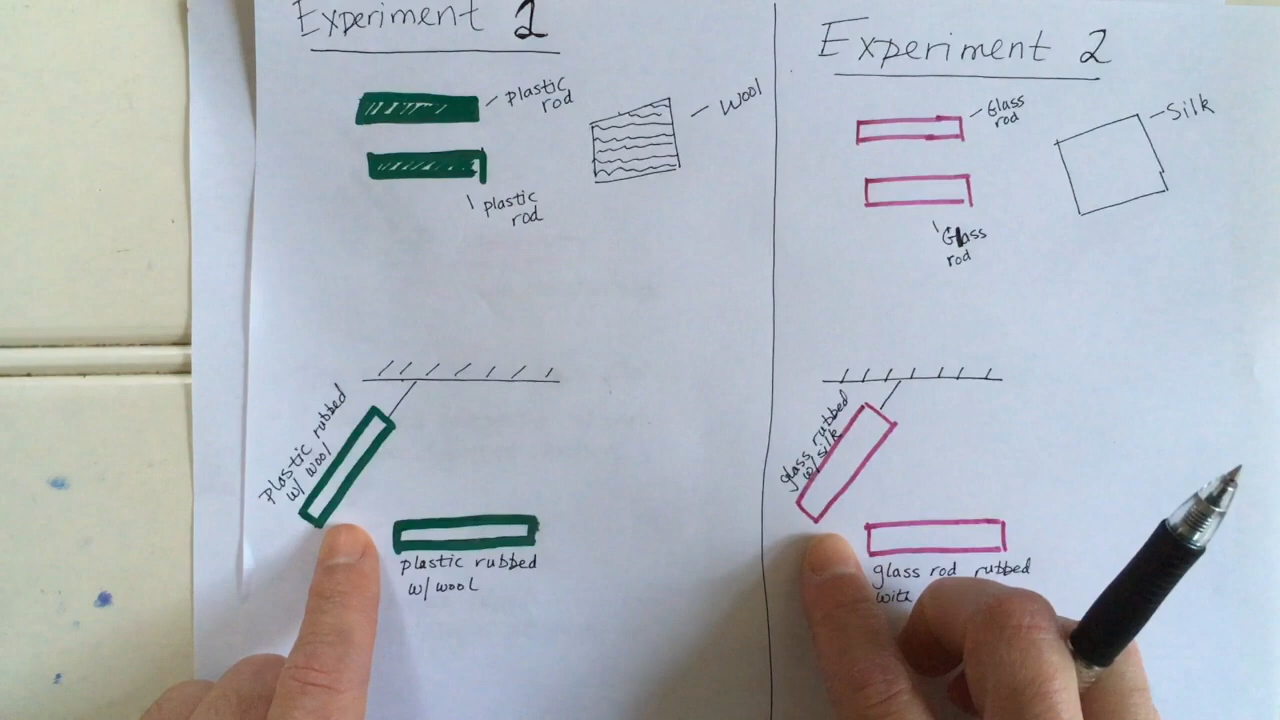 Experiment 1
plastic
rod
Wool
plastic
rod
plastic rubbed
w/ wool
plastic rubbed
w/wool
Experiment 2
Glass
rod
Silk
Glass
rod
glass rubbed
w/silk
glass rod rubbed
with